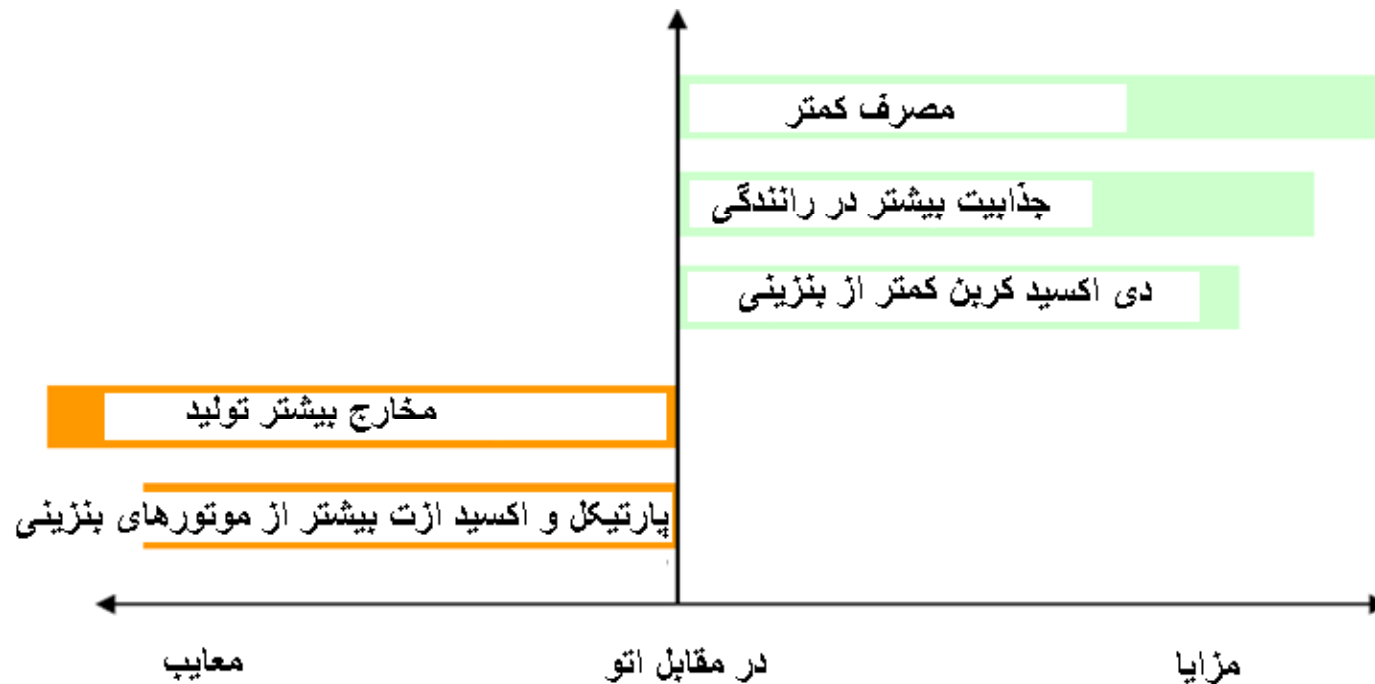 مصرف کمتر
جذابیت بیشتر در رانندگی
دی اکسید کربن کمتر از بنزینی
مخارج بیشتر تولید
پارتیکل و اکسید ازت بیشتر از موتورهای بنزینی
مزایا
در مقابل اتو
معایب